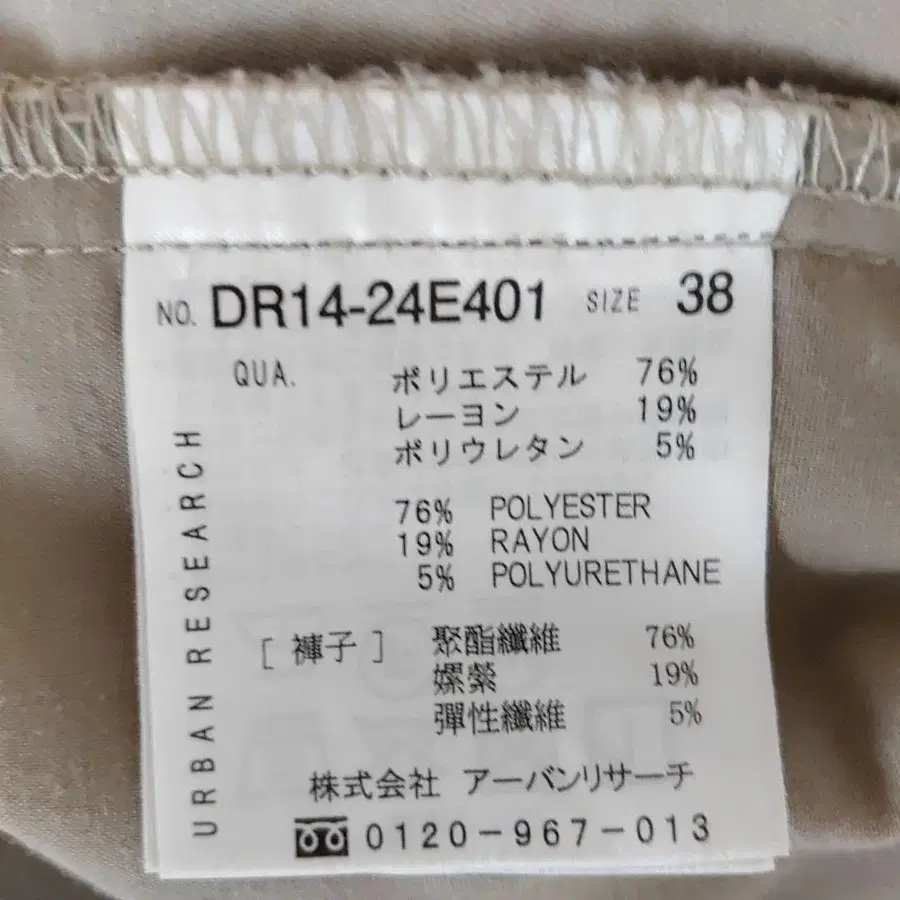 NO. DR14-24E401 SIZE 38
QUA. ポリエステル 76%
レーヨン 19%
ポリウレタン 5%
76% POLYESTER
19% RAYON
5% POLYURETHANE
[ 褲子 ] 聚酯纖維 76%
嫘縈 19%
彈性纖維 5%
株式会社 アーバンリサーチ
0120-967-013
URBAN RESEARCH